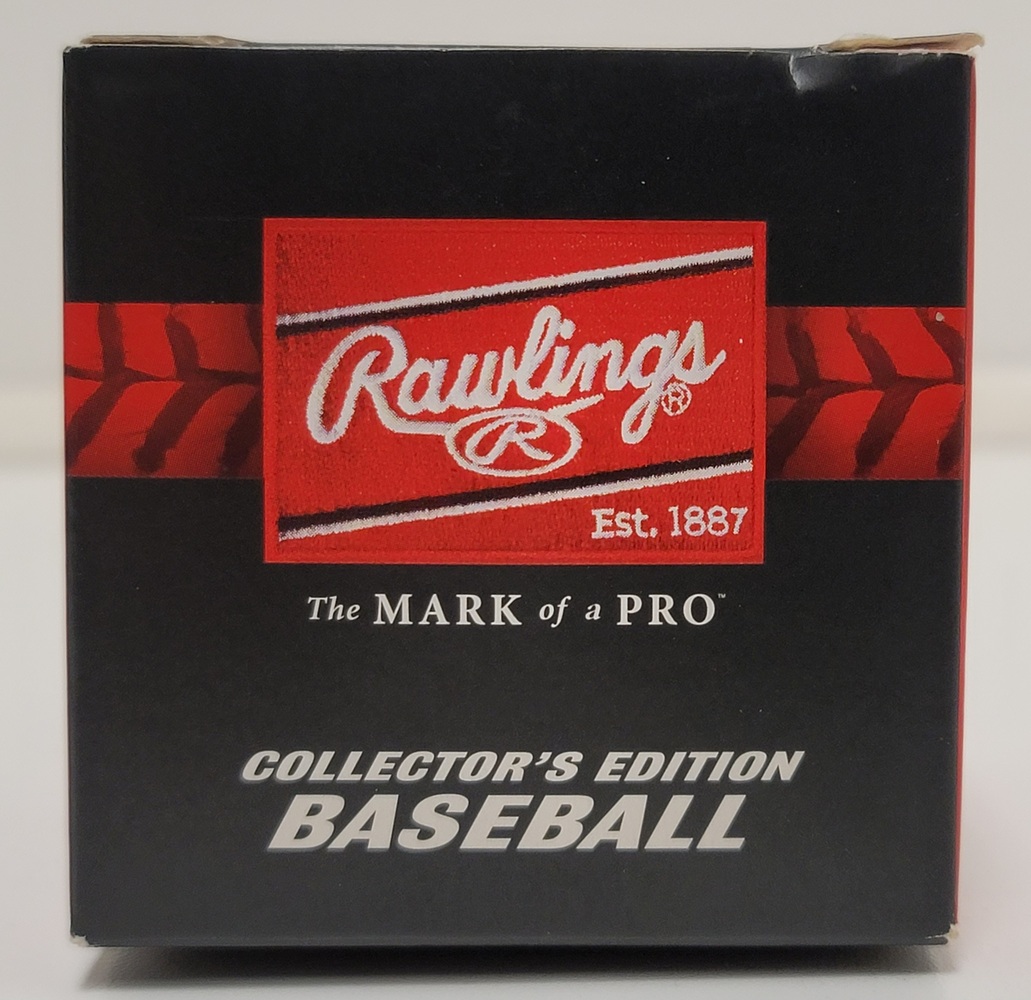 Rawlings®
R
Est. 1887
The MARK of a PRO™
COLLECTOR'S EDITION
BASEBALL